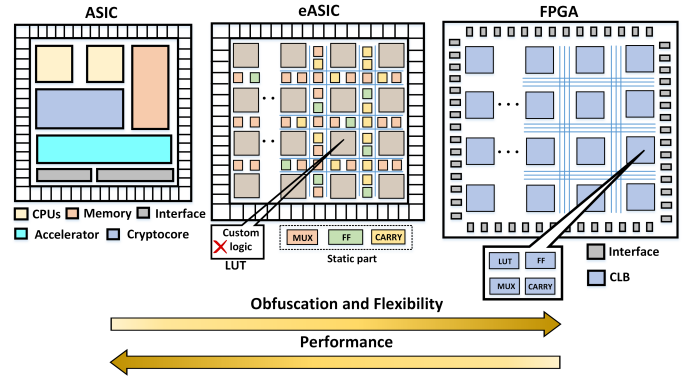 ASIC
eASIC
FPGA
CPUs
Memory
Interface
Accelerator
Cryptocore
Custom
logic
LUT
MUX
FF
CARRY
Static part
LUT
FF
MUX
CARRY
Interface
CLB
Obfuscation and Flexibility
Performance